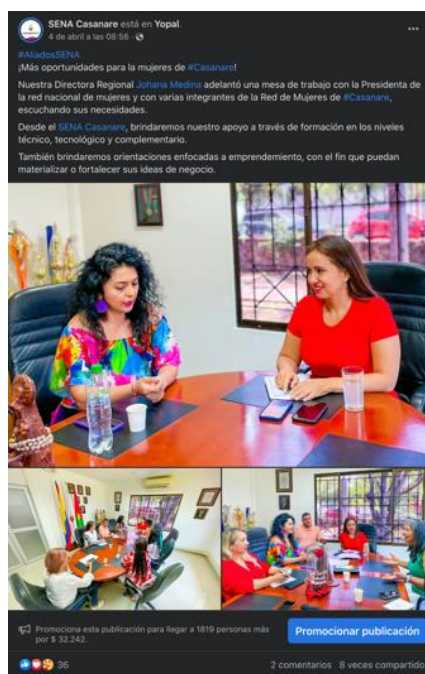 SENA Casanare está en Yopal.
4 de abril a las 08:56 ·
#AliadosSENA
¡Más oportunidades para la mujeres de #Casanare!
Nuestra Directora Regional Johana Medina adelantó una mesa de trabajo con la Presidenta de
la red nacional de mujeres y con varias integrantes de la Red de Mujeres de #Casanare,
escuchando sus necesidades.
Desde el SENA Casanare, brindaremos nuestro apoyo a través de formación en los niveles
técnico, tecnológico y complementario.
También brindaremos orientaciones enfocadas a emprendimiento, con el fin que puedan
materializar o fortalecer sus ideas de negocio.
Promociona esta publicación para llegar a 1819 personas más
por $ 32.242.
Promocionar publicación
36
2 comentarios 8 veces compartido